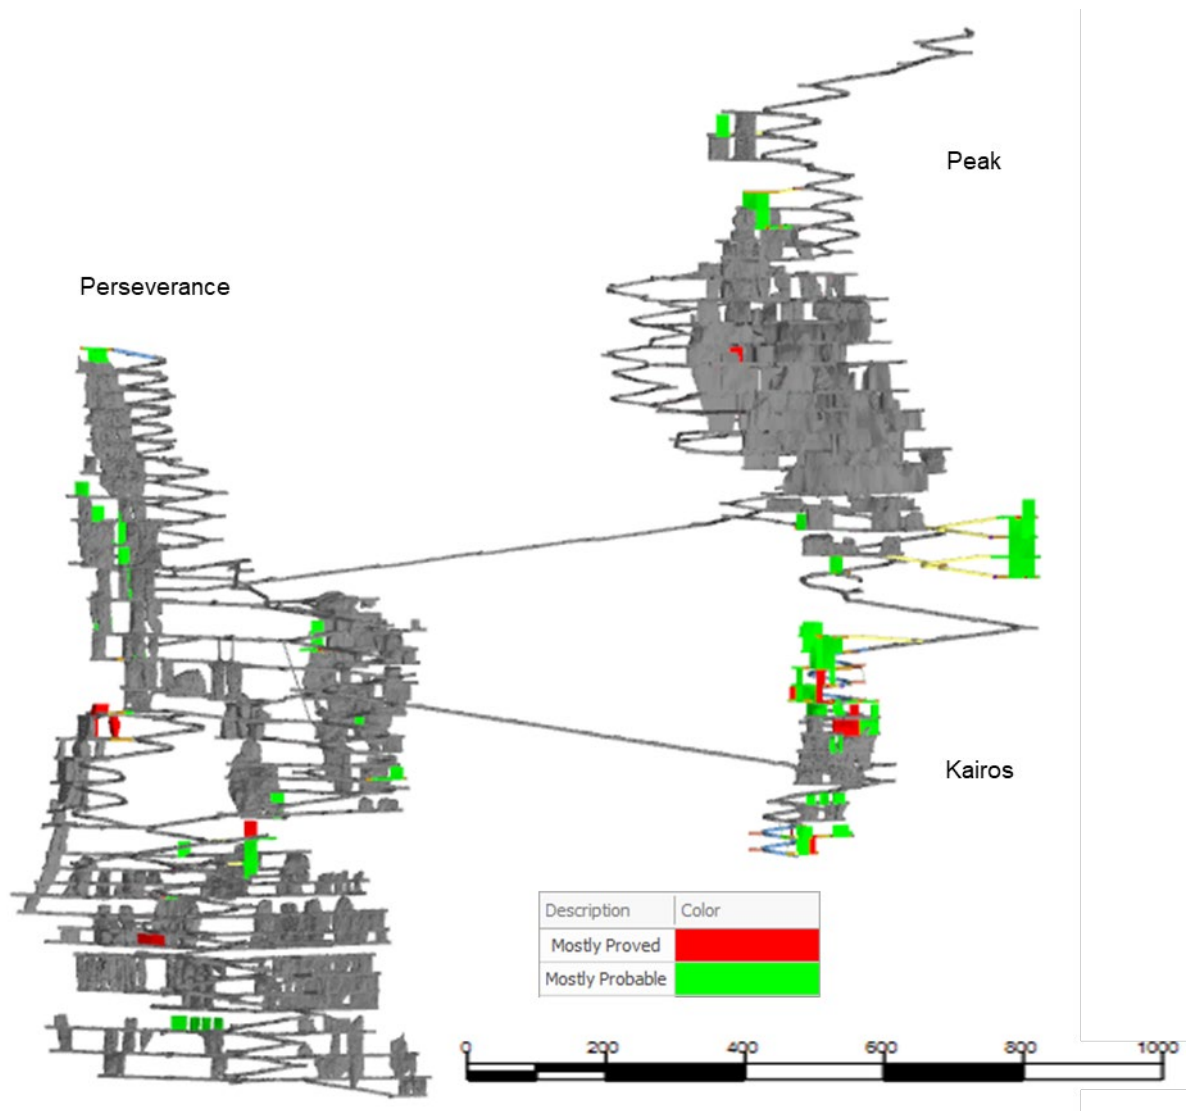 Peak
Perseverance
Kairos
Description Color
Mostly Proved
Mostly Probable
0 200 400 600 800 1000